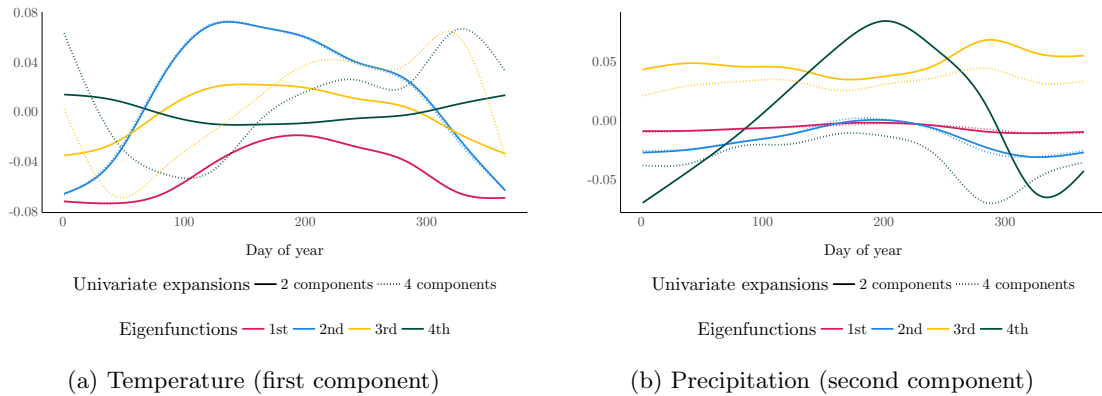 0.08
0.04
0.00
-0.04
-0.08
0 100 200 300
Day of year
Univariate expansions 2 components 4 components
Eigenfunctions 1st 2nd 3rd 4th
(a) Temperature (first component)
0.05
0.00
-0.05
0 100 200 300
Day of year
Univariate expansions 2 components 4 components
Eigenfunctions 1st 2nd 3rd 4th
(b) Precipitation (second component)